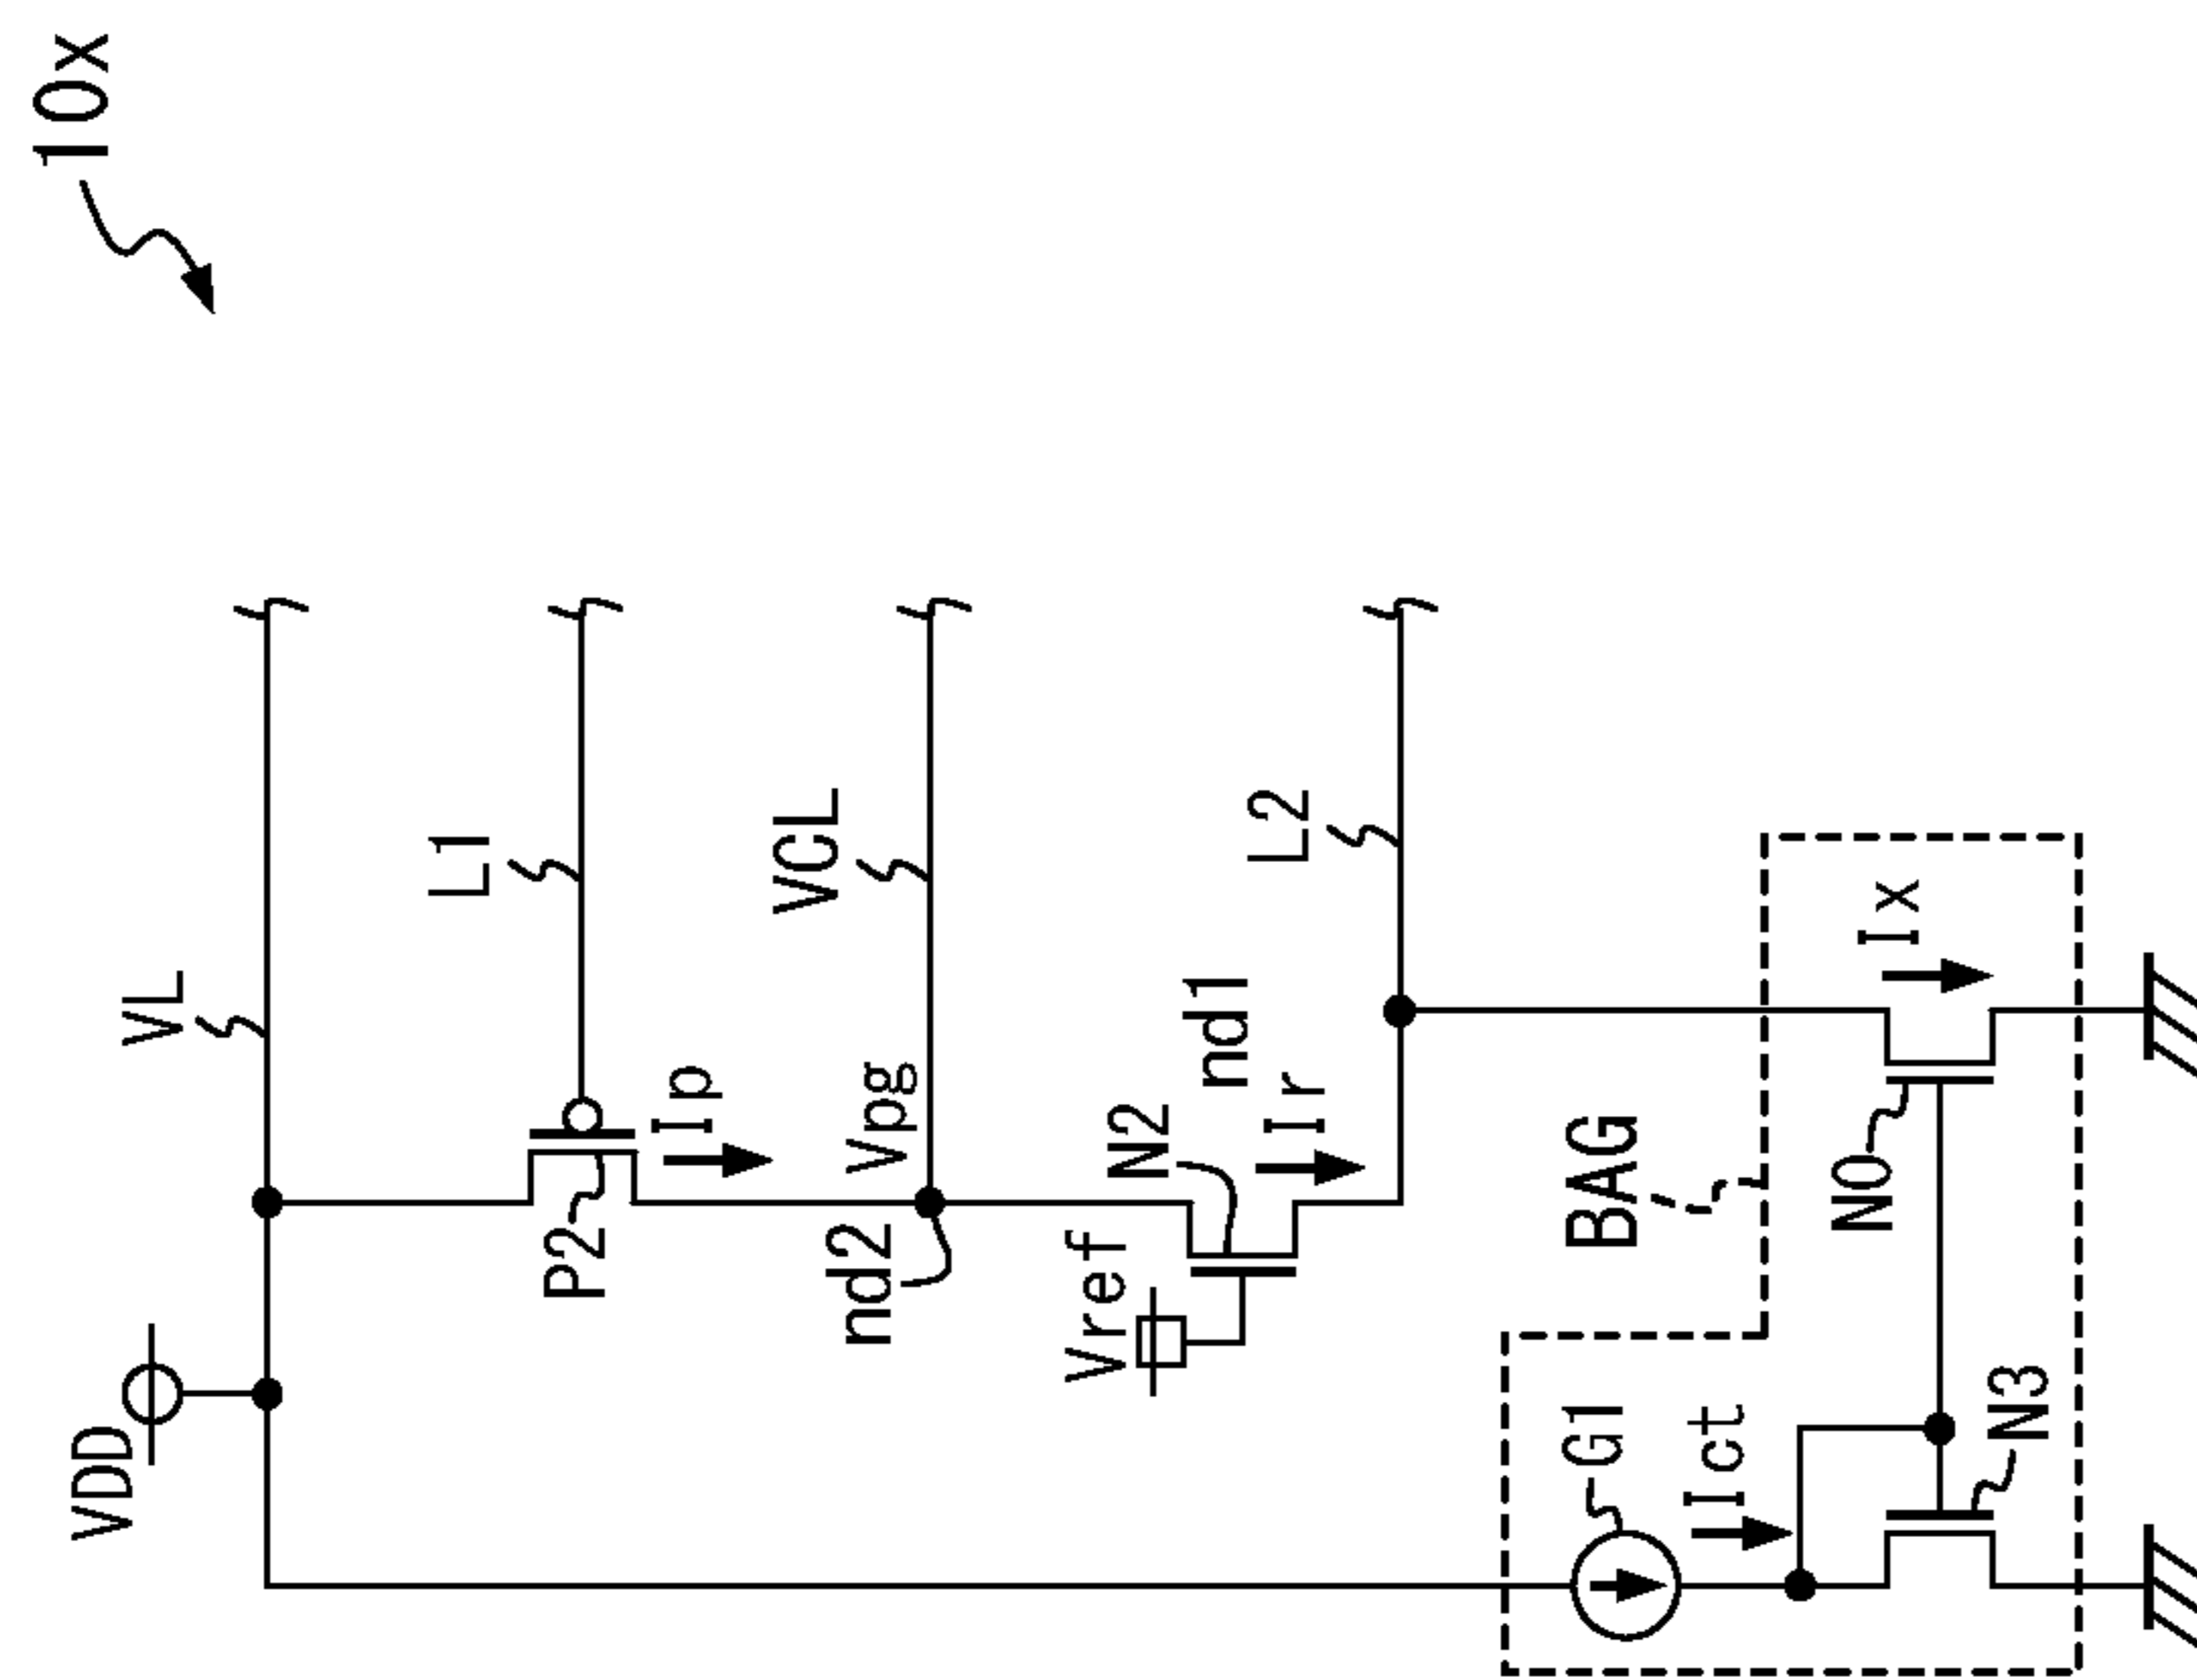 10x
VDD
VL
L1
P2
Ip
VCL
Vpg
nd2
Vref
N2
nd1
Ir
L2
BAG
G1
Ict
N0
Ix
N3